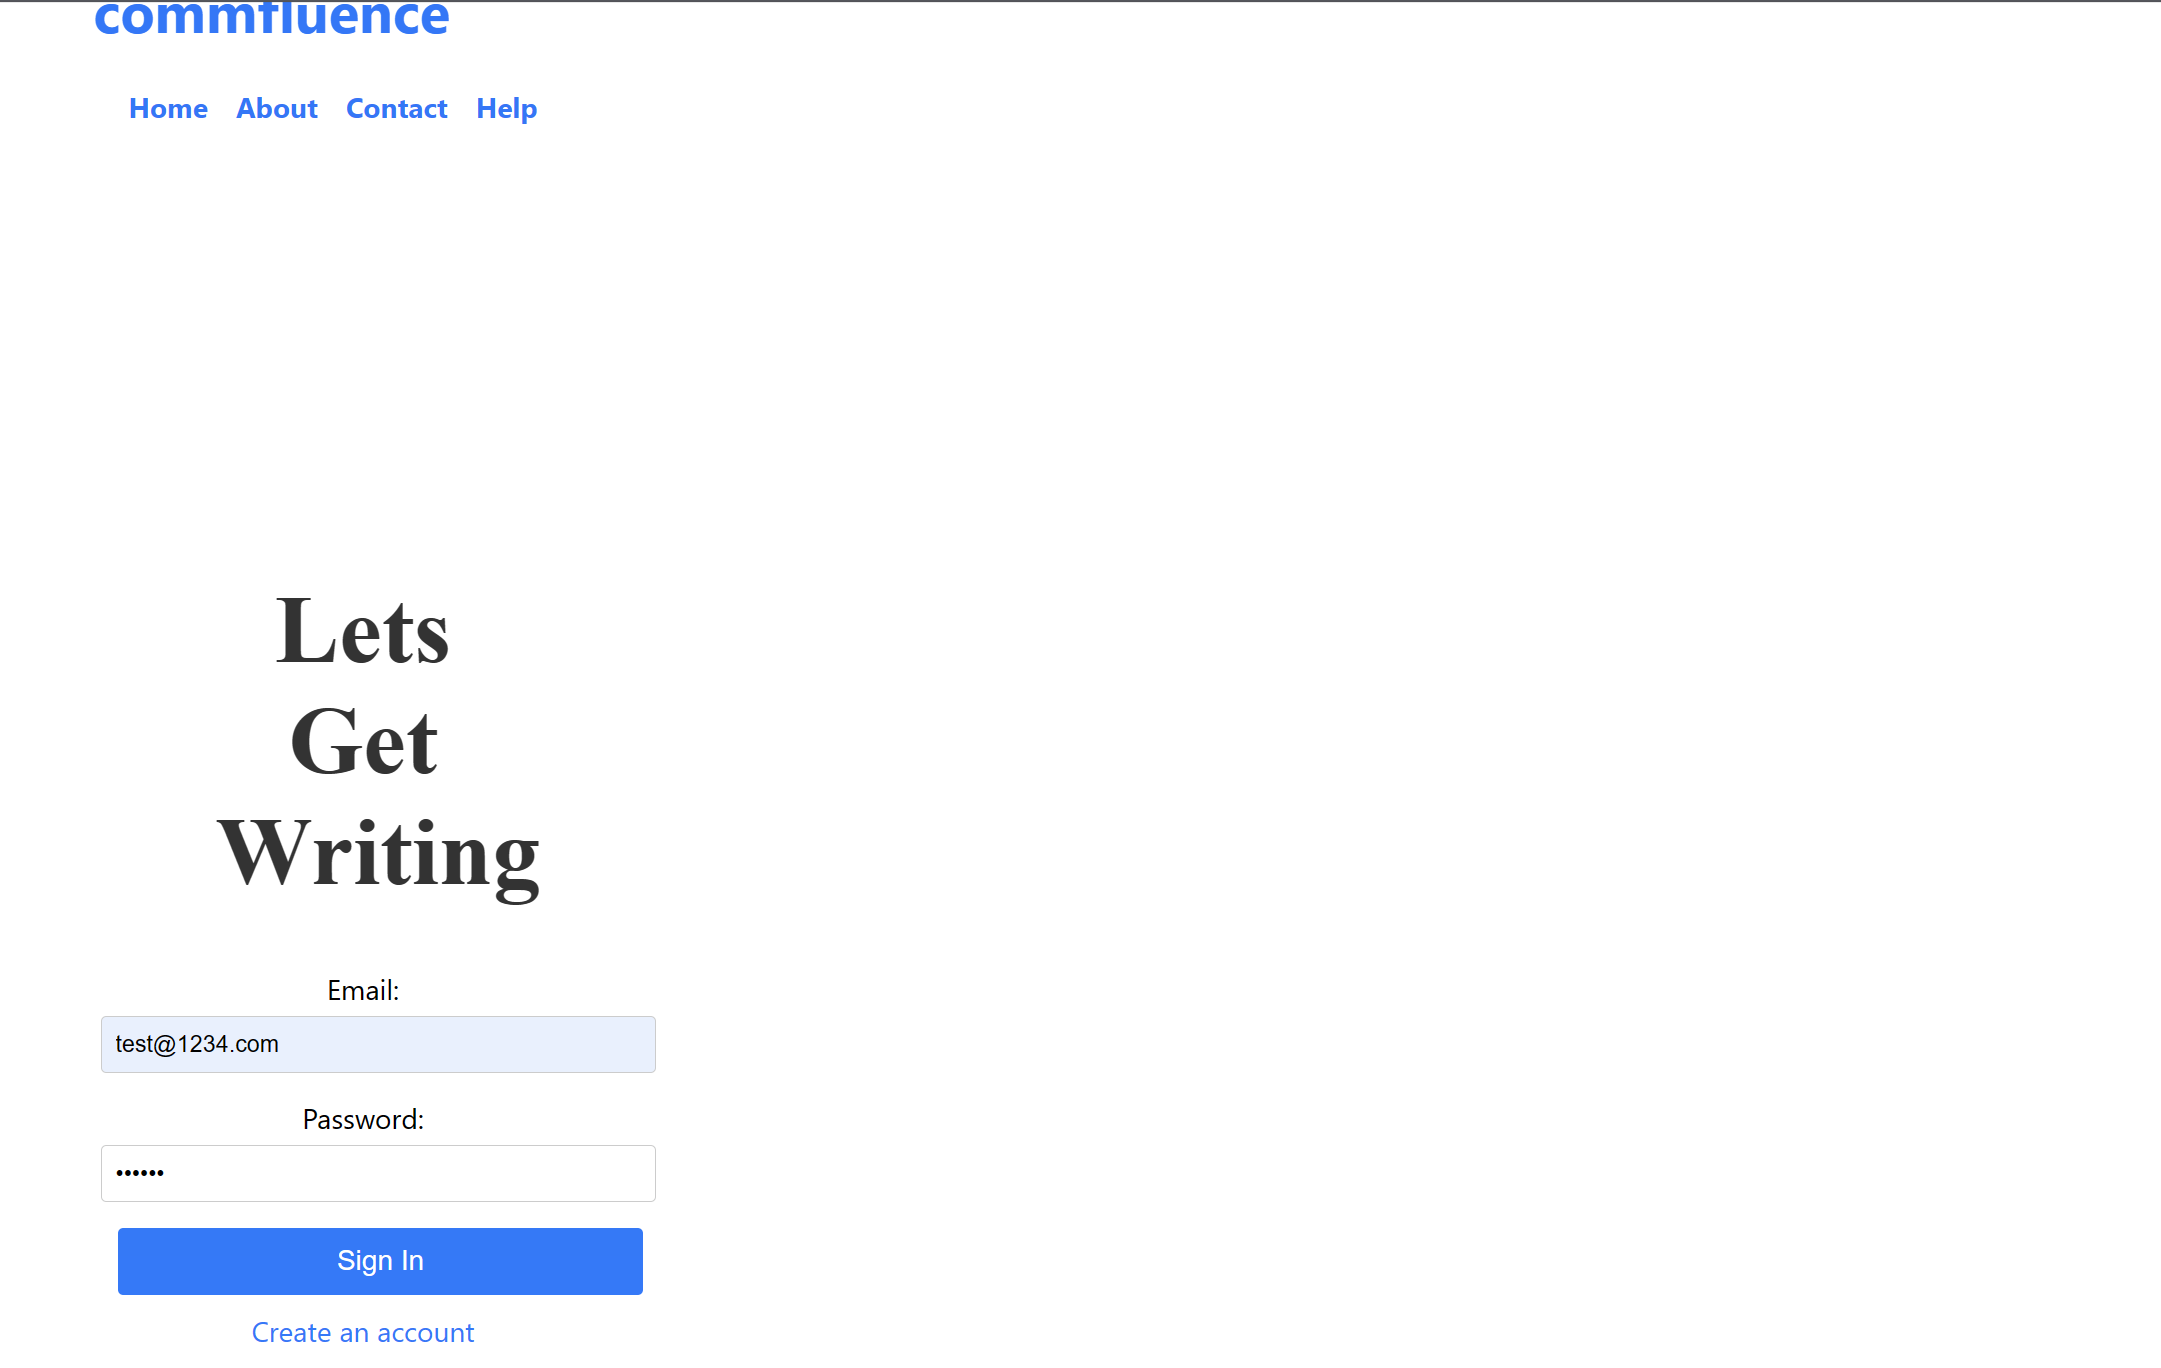 commfluence
Home About Contact Help
Lets
Get
Writing
Email:
test@1234.com
Password:
••••••
Sign In
Create an account